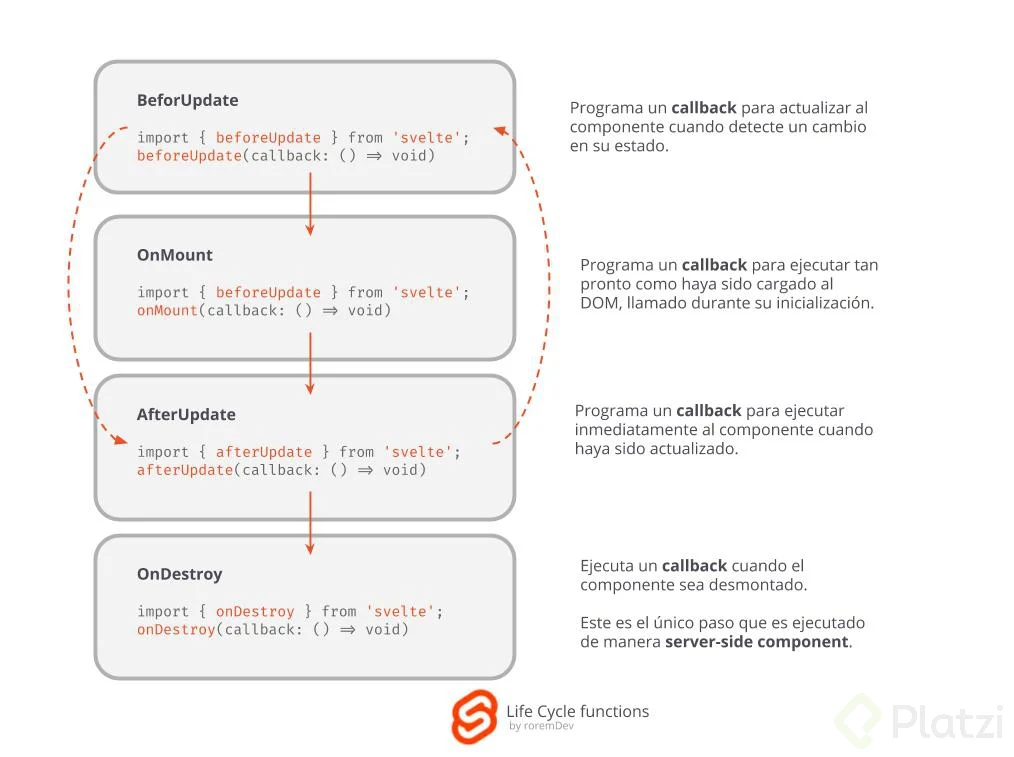 BeforUpdate
import { beforeUpdate } from 'svelte';
beforeUpdate(callback: () => void)
Programa un callback para actualizar al
componente cuando detecte un cambio
en su estado.
OnMount
import { beforeUpdate } from 'svelte';
onMount(callback: () => void)
Programa un callback para ejecutar tan
pronto como haya sido cargado al
DOM, llamado durante su inicialización.
AfterUpdate
import { afterUpdate } from 'svelte';
afterUpdate(callback: () => void)
Programa un callback para ejecutar
inmediatamente al componente cuando
haya sido actualizado.
OnDestroy
import { onDestroy } from 'svelte';
onDestroy(callback: () => void)
Ejecuta un callback cuando el
componente sea desmontado.
Este es el único paso que es ejecutado
de manera server-side component.
Life Cycle functions
by roremDev
Platzi